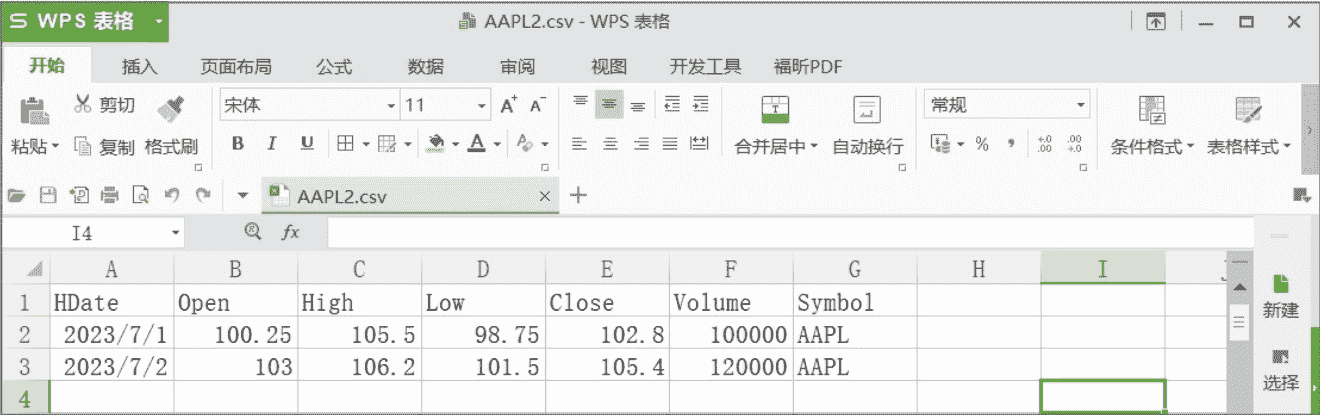 S WPS 表格 AAPL2.csv - WPS 表格
开始 插入 页面布局 公式 数据 审阅 视图 开发工具 福昕PDF
剪切 宋体 11 A+ A- 常规
粘贴 复制 格式刷 B I U A 合并居中 自动换行 % 条件格式 表格样式
AAPL2.csv
I4 fx
A B C D E F G H I J
1 HDate Open High Low Close Volume Symbol
2 2023/7/1 100.25 105.5 98.75 102.8 100000 AAPL
3 2023/7/2 103 106.2 101.5 105.4 120000 AAPL
4
新建
选择